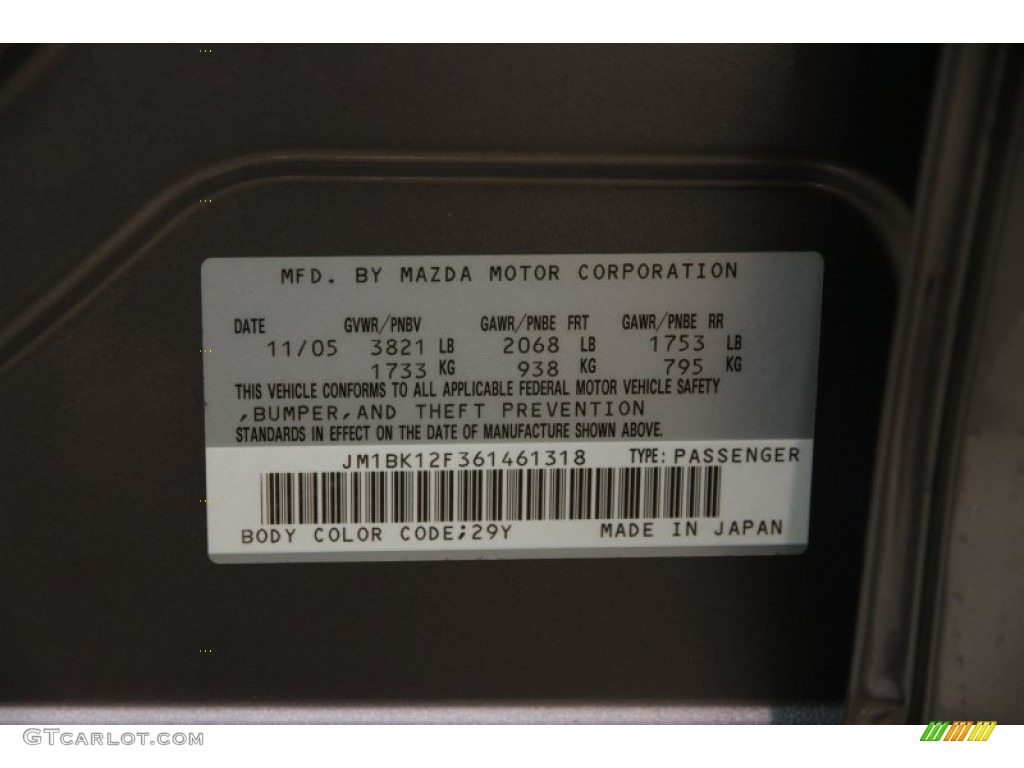 MFD. BY MAZDA MOTOR CORPORATION
DATE GVWR/PNBV GAWR/PNBE FRT GAWR/PNBE RR
11/05 3821 LB 2068 LB 1753 LB
1733 KG 938 KG 795 KG
THIS VEHICLE CONFORMS TO ALL APPLICABLE FEDERAL MOTOR VEHICLE SAFETY
,BUMPER,AND THEFT PREVENTION
STANDARDS IN EFFECT ON THE DATE OF MANUFACTURE SHOWN ABOVE.
JM1BK12F361461318 TYPE: PASSENGER
BODY COLOR CODE;29Y MADE IN JAPAN
GTcarlot.com